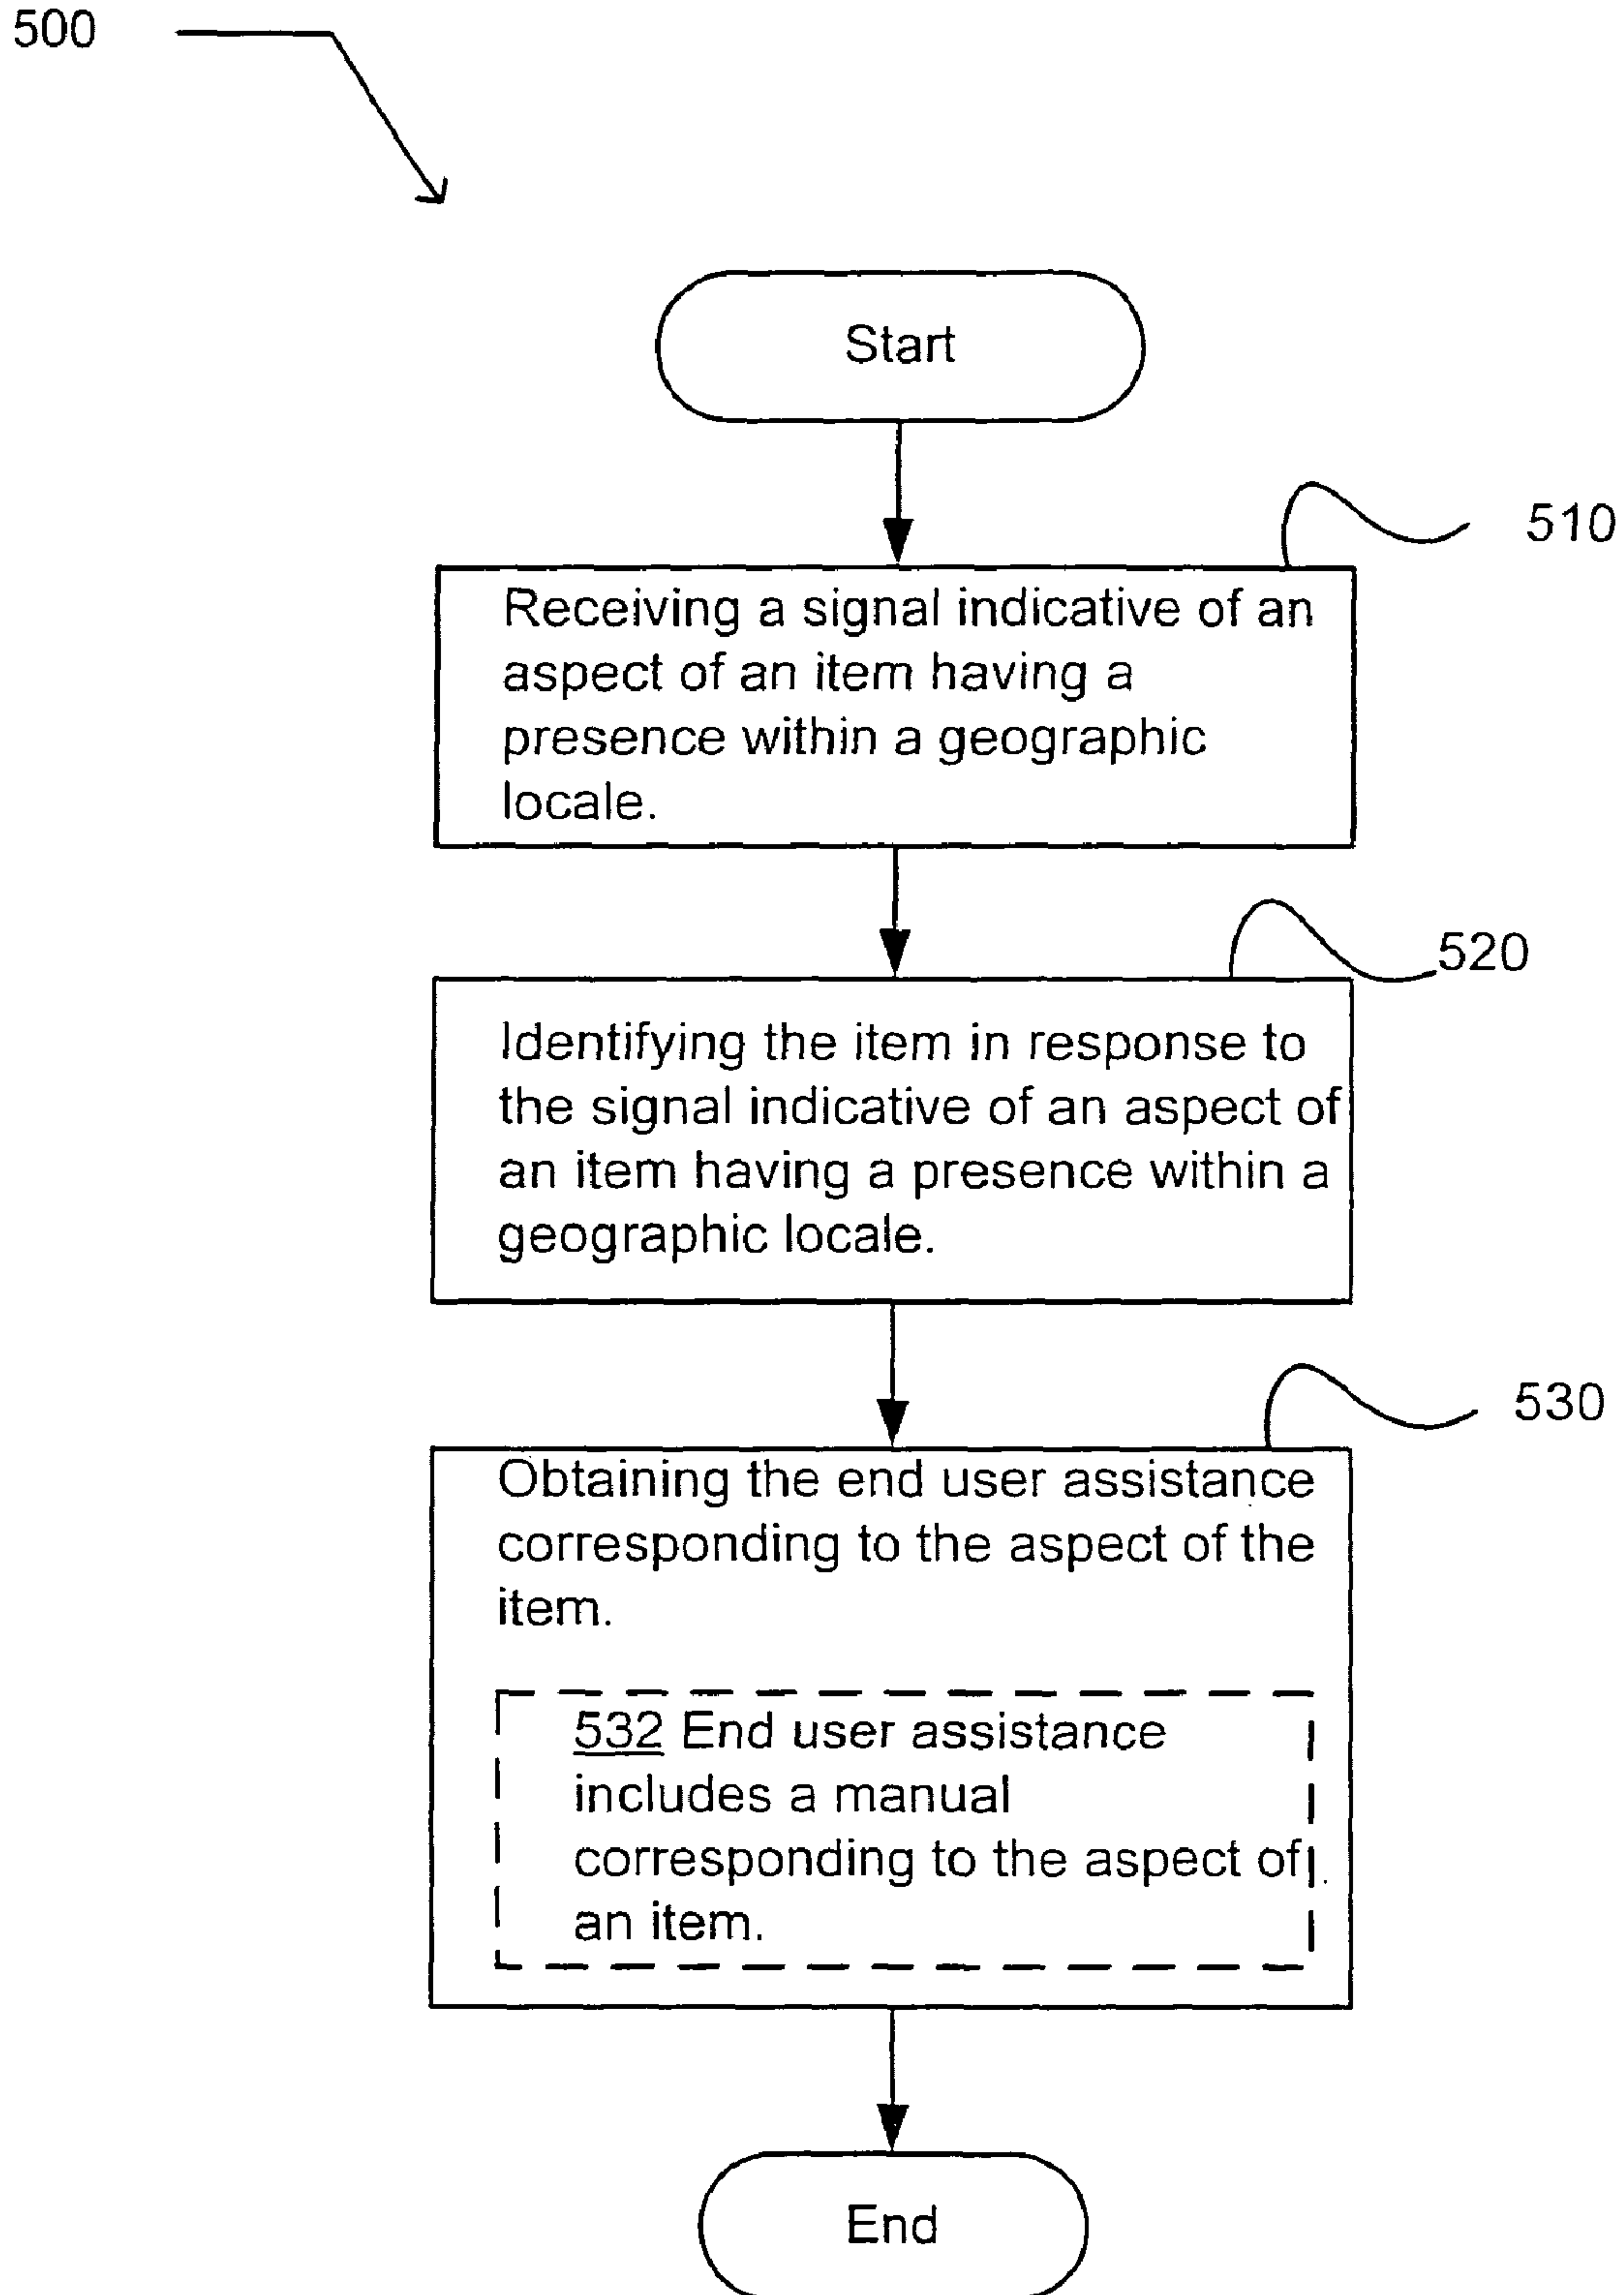 500
Start
510
Receiving a signal indicative of an
aspect of an item having a
presence within a geographic
locale.
520
Identifying the item in response to
the signal indicative of an aspect of
an item having a presence within a
geographic locale.
530
Obtaining the end user assistance
corresponding to the aspect of the
item.
532 End user assistance
includes a manual
corresponding to the aspect of
an item.
End